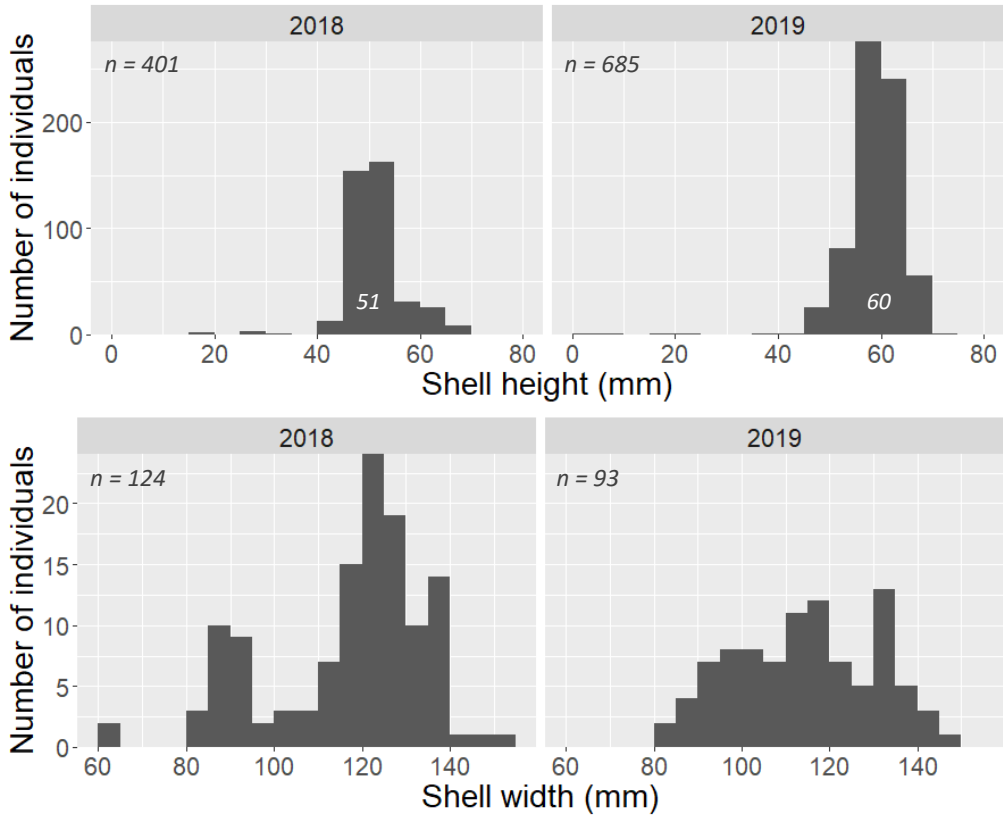 2018 2019
n = 401 n = 685
Number of individuals
200
100
0
51 60
0 20 40 60 80 0 20 40 60 80
Shell height (mm)
2018 2019
n = 124 n = 93
Number of individuals
20
15
10
5
0
60 80 100 120 140 60 80 100 120 140
Shell width (mm)